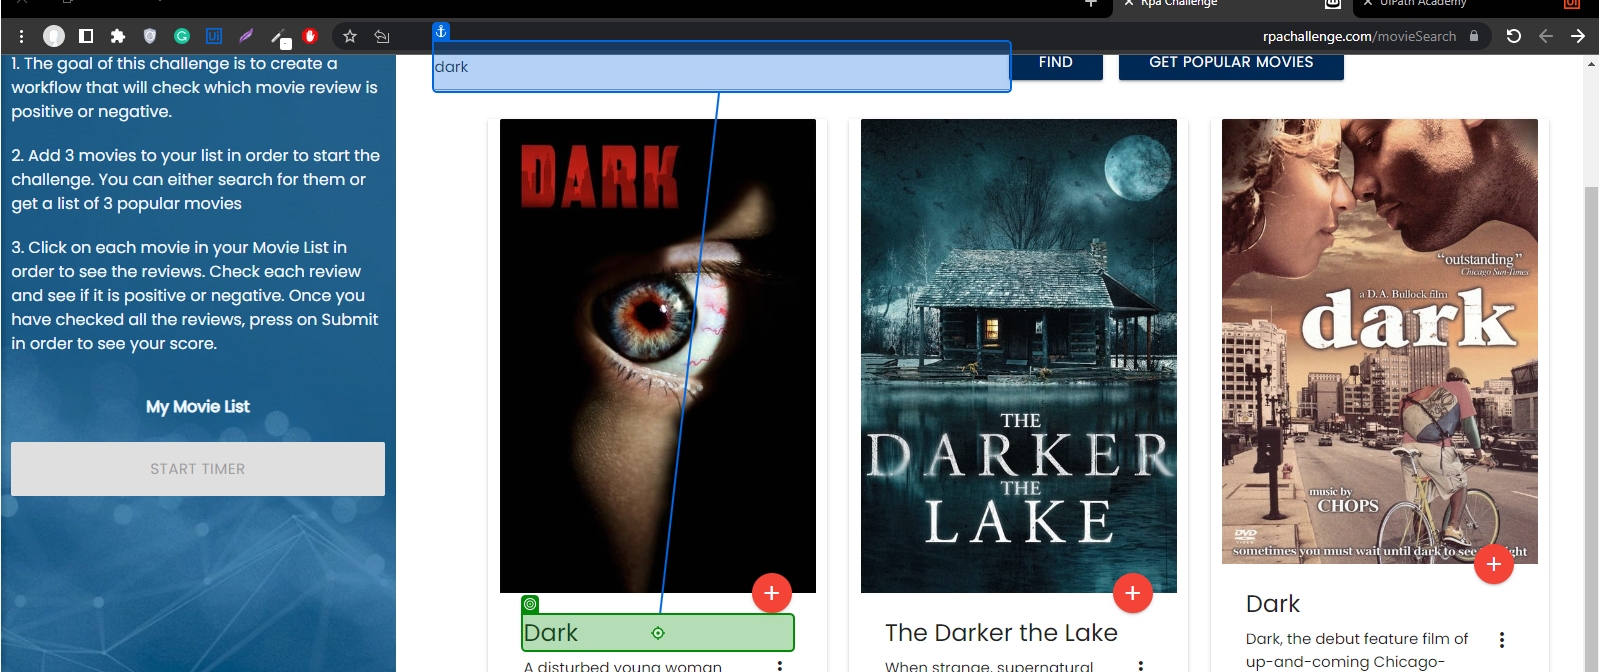 Rpa Challenge
UiPath Academy
rpachallenge.com/movieSearch
1. The goal of this challenge is to create a
workflow that will check which movie review is
positive or negative.
2. Add 3 movies to your list in order to start the
challenge. You can either search for them or
get a list of 3 popular movies
3. Click on each movie in your Movie List in
order to see the reviews. Check each review
and see if it is positive or negative. Once you
have checked all the reviews, press on Submit
in order to see your score.
My Movie List
START TIMER
dark
FIND
GET POPULAR MOVIES
DARK
THE
DARKER
THE
LAKE
"outstanding"
Chicago Sun-Times
a D.A. Bullock film
dark
music by
CHOPS
DVD
VIDEO
sometimes you must wait until dark to see
Dark
A disturbed young woman
The Darker the Lake
When strange, supernatural
Dark
Dark, the debut feature film of
up-and-coming Chicago-